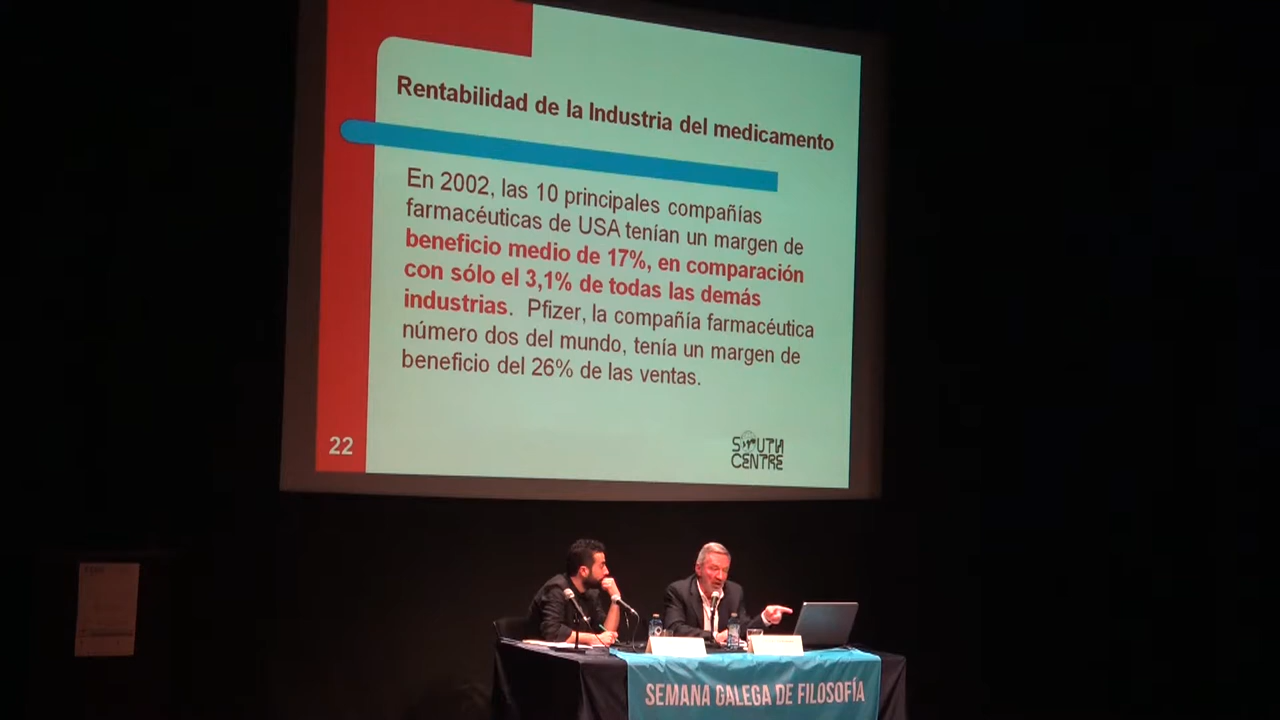 Rentabilidad de la Industria del medicamento
En 2002, las 10 principales compañías
farmacéuticas de USA tenían un margen de
beneficio medio de 17%, en comparación
con sólo el 3,1% de todas las demás
industrias. Pfizer, la compañía farmacéutica
número dos del mundo, tenía un margen de
beneficio del 26% de las ventas.
22
SOUTH
CENTRE
SEMANA GALEGA DE FILOSOFÍA